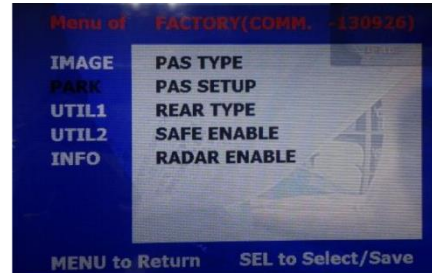 Menu of FACTORY(COMM. -130926)
IMAGE PAS TYPE
PARK PAS SETUP
UTIL1 REAR TYPE
UTIL2 SAFE ENABLE
INFO RADAR ENABLE
MENU to Return SEL to Select/Save